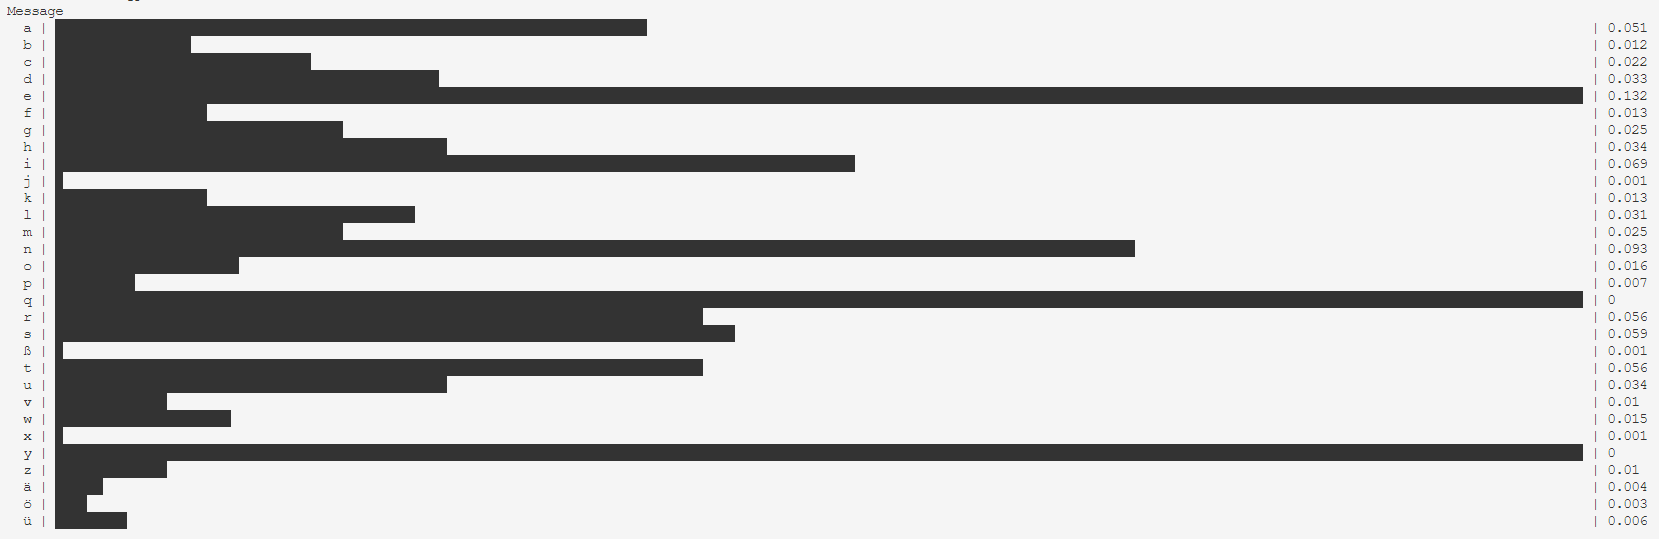 Message
a | | 0.051
b | | 0.012
c | | 0.022
d | | 0.033
e | | 0.132
f | | 0.013
g | | 0.025
h | | 0.034
i | | 0.069
j | | 0.001
k | | 0.013
l | | 0.031
m | | 0.025
n | | 0.093
o | | 0.016
p | | 0.007
q | | 0
r | | 0.056
s | | 0.059
ß | | 0.001
t | | 0.056
u | | 0.034
v | | 0.01
w | | 0.015
x | | 0.001
y | | 0
z | | 0.01
ä | | 0.004
ö | | 0.003
ü | | 0.006